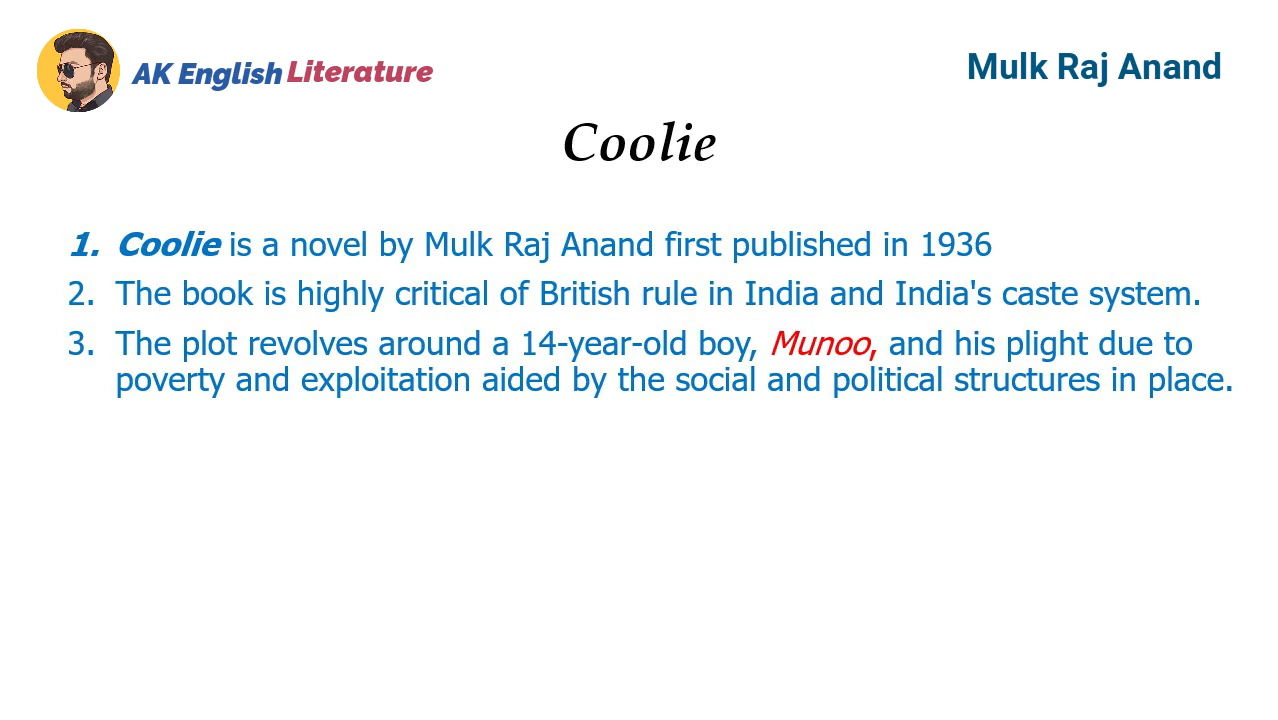 AK English Literature
Mulk Raj Anand
Coolie
1. Coolie is a novel by Mulk Raj Anand first published in 1936
2. The book is highly critical of British rule in India and India's caste system.
3. The plot revolves around a 14-year-old boy, Munoo, and his plight due to
poverty and exploitation aided by the social and political structures in place.